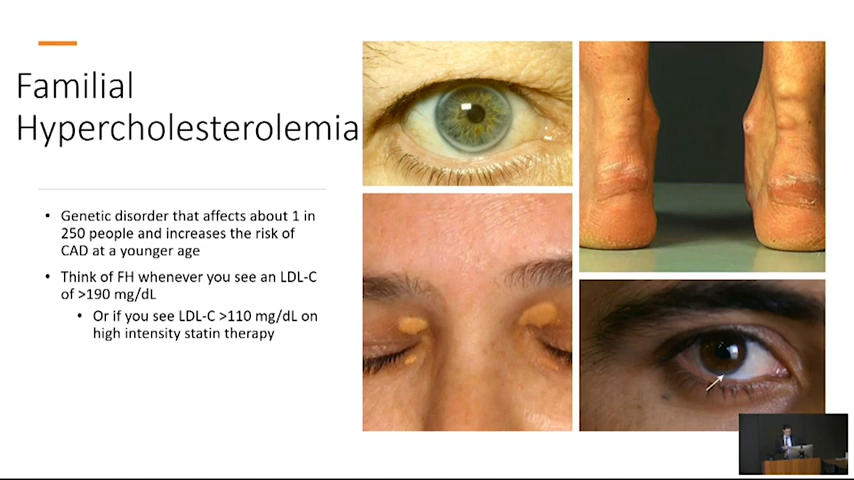 Familial
Hypercholesterolemia
• Genetic disorder that affects about 1 in
250 people and increases the risk of
CAD at a younger age
• Think of FH whenever you see an LDL-C
of >190 mg/dL
• Or if you see LDL-C >110 mg/dL on
high intensity statin therapy